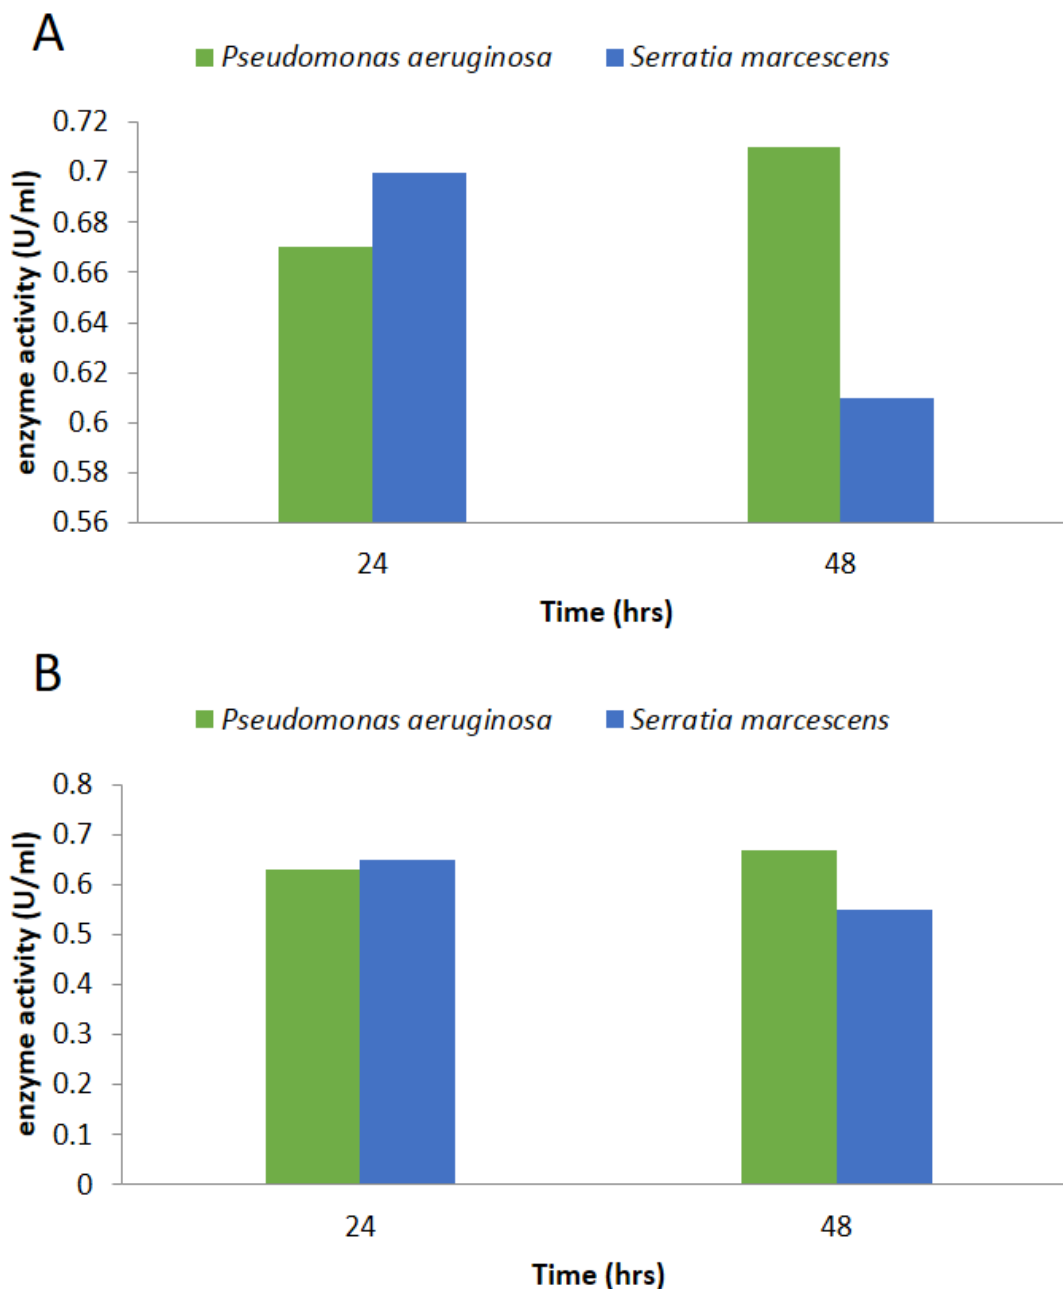 A
Pseudomonas aeruginosa Serratia marcescens
enzyme activity (U/ml)
0.72
0.7
0.68
0.66
0.64
0.62
0.6
0.58
0.56
24 48
Time (hrs)
B
Pseudomonas aeruginosa Serratia marcescens
enzyme activity (U/ml)
0.8
0.7
0.6
0.5
0.4
0.3
0.2
0.1
0
24 48
Time (hrs)